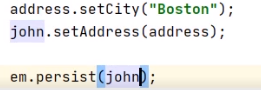 address.setCity("Boston");
john.setAddress(address);
em.persist(john);